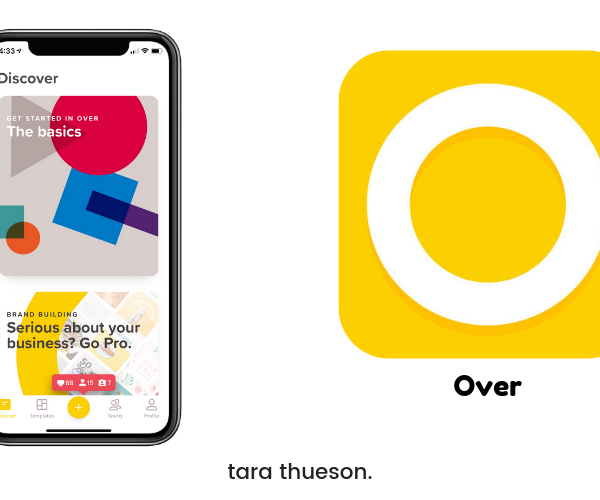 4:33
Discover
GET STARTED IN OVER
The basics
BRAND BUILDING
Serious about your
business? Go Pro.
50
88 15 7
Templates
Teams
Profile
Over
tara thueson.